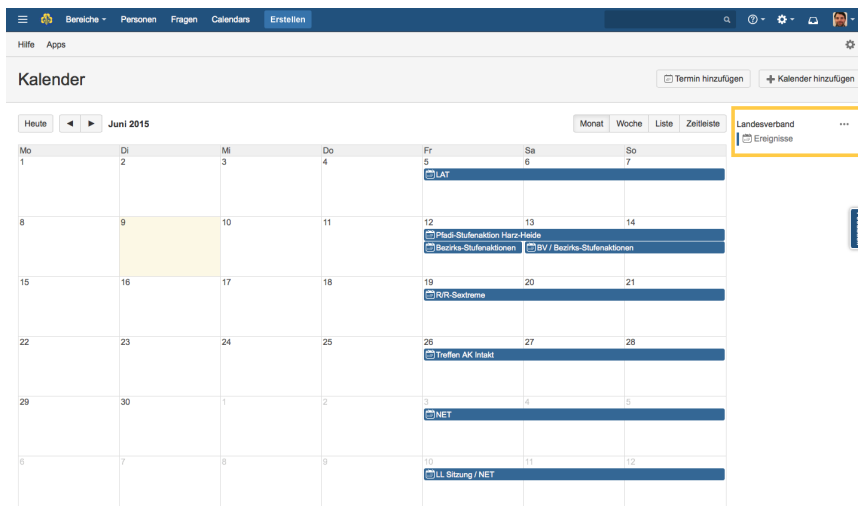 Bereiche Personen Fragen Calendars Erstellen
Hilfe Apps
Kalender
Termin hinzufügen Kalender hinzufügen
Heute Juni 2015 Monat Woche Liste Zeitleiste
Landesverband
Ereignisse
Mo Di Mi Do Fr Sa So
1 2 3 4 5 6 7
LAT
8 9 10 11 12 13 14
Pfadi-Stufenaktion Harz-Heide
Bezirks-Stufenaktionen BV / Bezirks-Stufenaktionen
15 16 17 18 19 20 21
R/R-Sextreme
22 23 24 25 26 27 28
Treffen AK Intakt
29 30 1 2 3 4 5
NET
6 7 8 9 10 11 12
LL Sitzung / NET